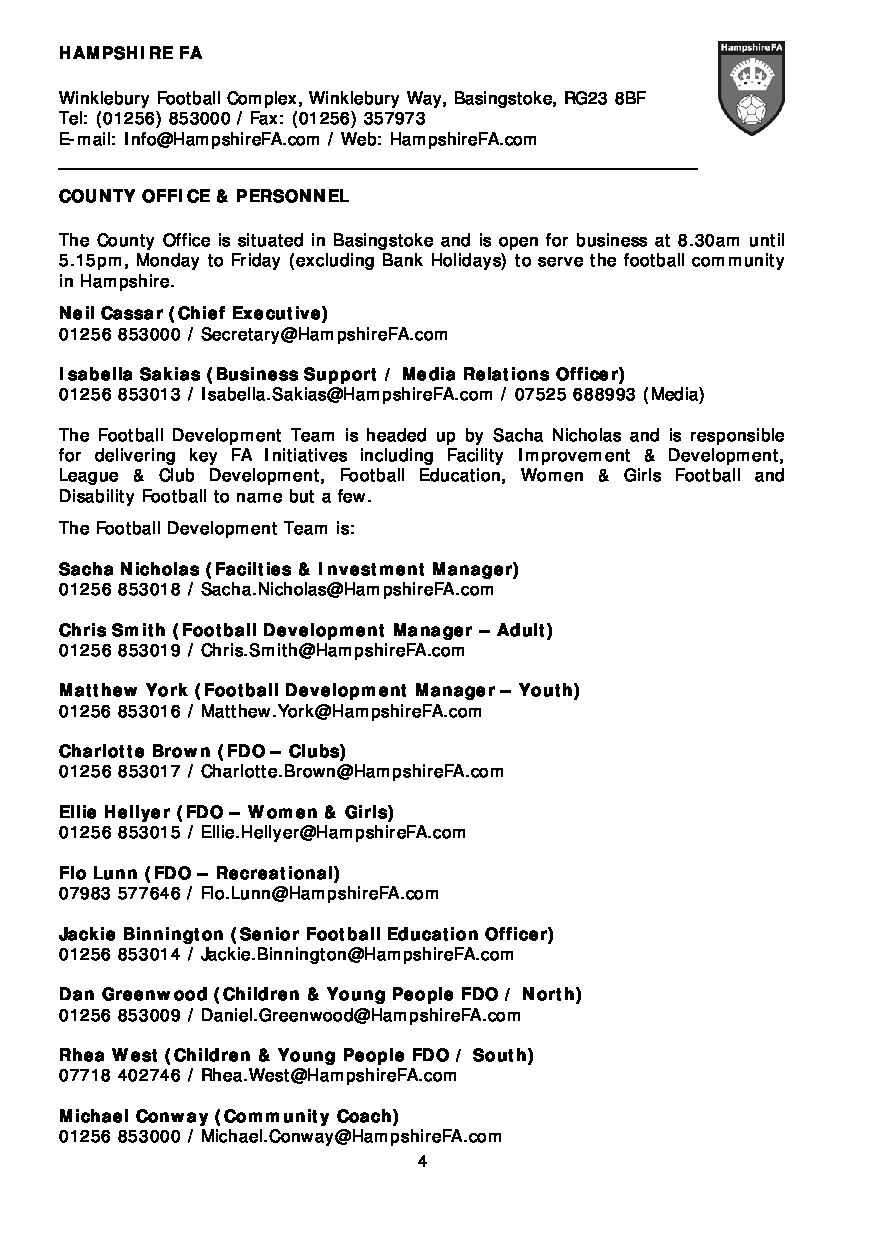 HAMPSHIRE FA
HampshireFA
Winklebury Football Complex, Winklebury Way, Basingstoke, RG23 8BF
Tel: (01256) 853000 / Fax: (01256) 357973
E-mail: Info@HampshireFA.com / Web: HampshireFA.com
COUNTY OFFICE & PERSONNEL
The County Office is situated in Basingstoke and is open for business at 8.30am until
5.15pm, Monday to Friday (excluding Bank Holidays) to serve the football community
in Hampshire.
Neil Cassar (Chief Executive)
01256 853000 / Secretary@HampshireFA.com
Isabella Sakias (Business Support / Media Relations Officer)
01256 853013 / Isabella.Sakias@HampshireFA.com / 07525 688993 (Media)
The Football Development Team is headed up by Sacha Nicholas and is responsible
for delivering key FA Initiatives including Facility Improvement & Development,
League & Club Development, Football Education, Women & Girls Football and
Disability Football to name but a few.
The Football Development Team is:
Sacha Nicholas (Facilties & Investment Manager)
01256 853018 / Sacha.Nicholas@HampshireFA.com
Chris Smith (Football Development Manager – Adult)
01256 853019 / Chris.Smith@HampshireFA.com
Matthew York (Football Development Manager – Youth)
01256 853016 / Matthew.York@HampshireFA.com
Charlotte Brown (FDO – Clubs)
01256 853017 / Charlotte.Brown@HampshireFA.com
Ellie Hellyer (FDO – Women & Girls)
01256 853015 / Ellie.Hellyer@HampshireFA.com
Flo Lunn (FDO – Recreational)
07983 577646 / Flo.Lunn@HampshireFA.com
Jackie Binnington (Senior Football Education Officer)
01256 853014 / Jackie.Binnington@HampshireFA.com
Dan Greenwood (Children & Young People FDO / North)
01256 853009 / Daniel.Greenwood@HampshireFA.com
Rhea West (Children & Young People FDO / South)
07718 402746 / Rhea.West@HampshireFA.com
Michael Conway (Community Coach)
01256 853000 / Michael.Conway@HampshireFA.com
4